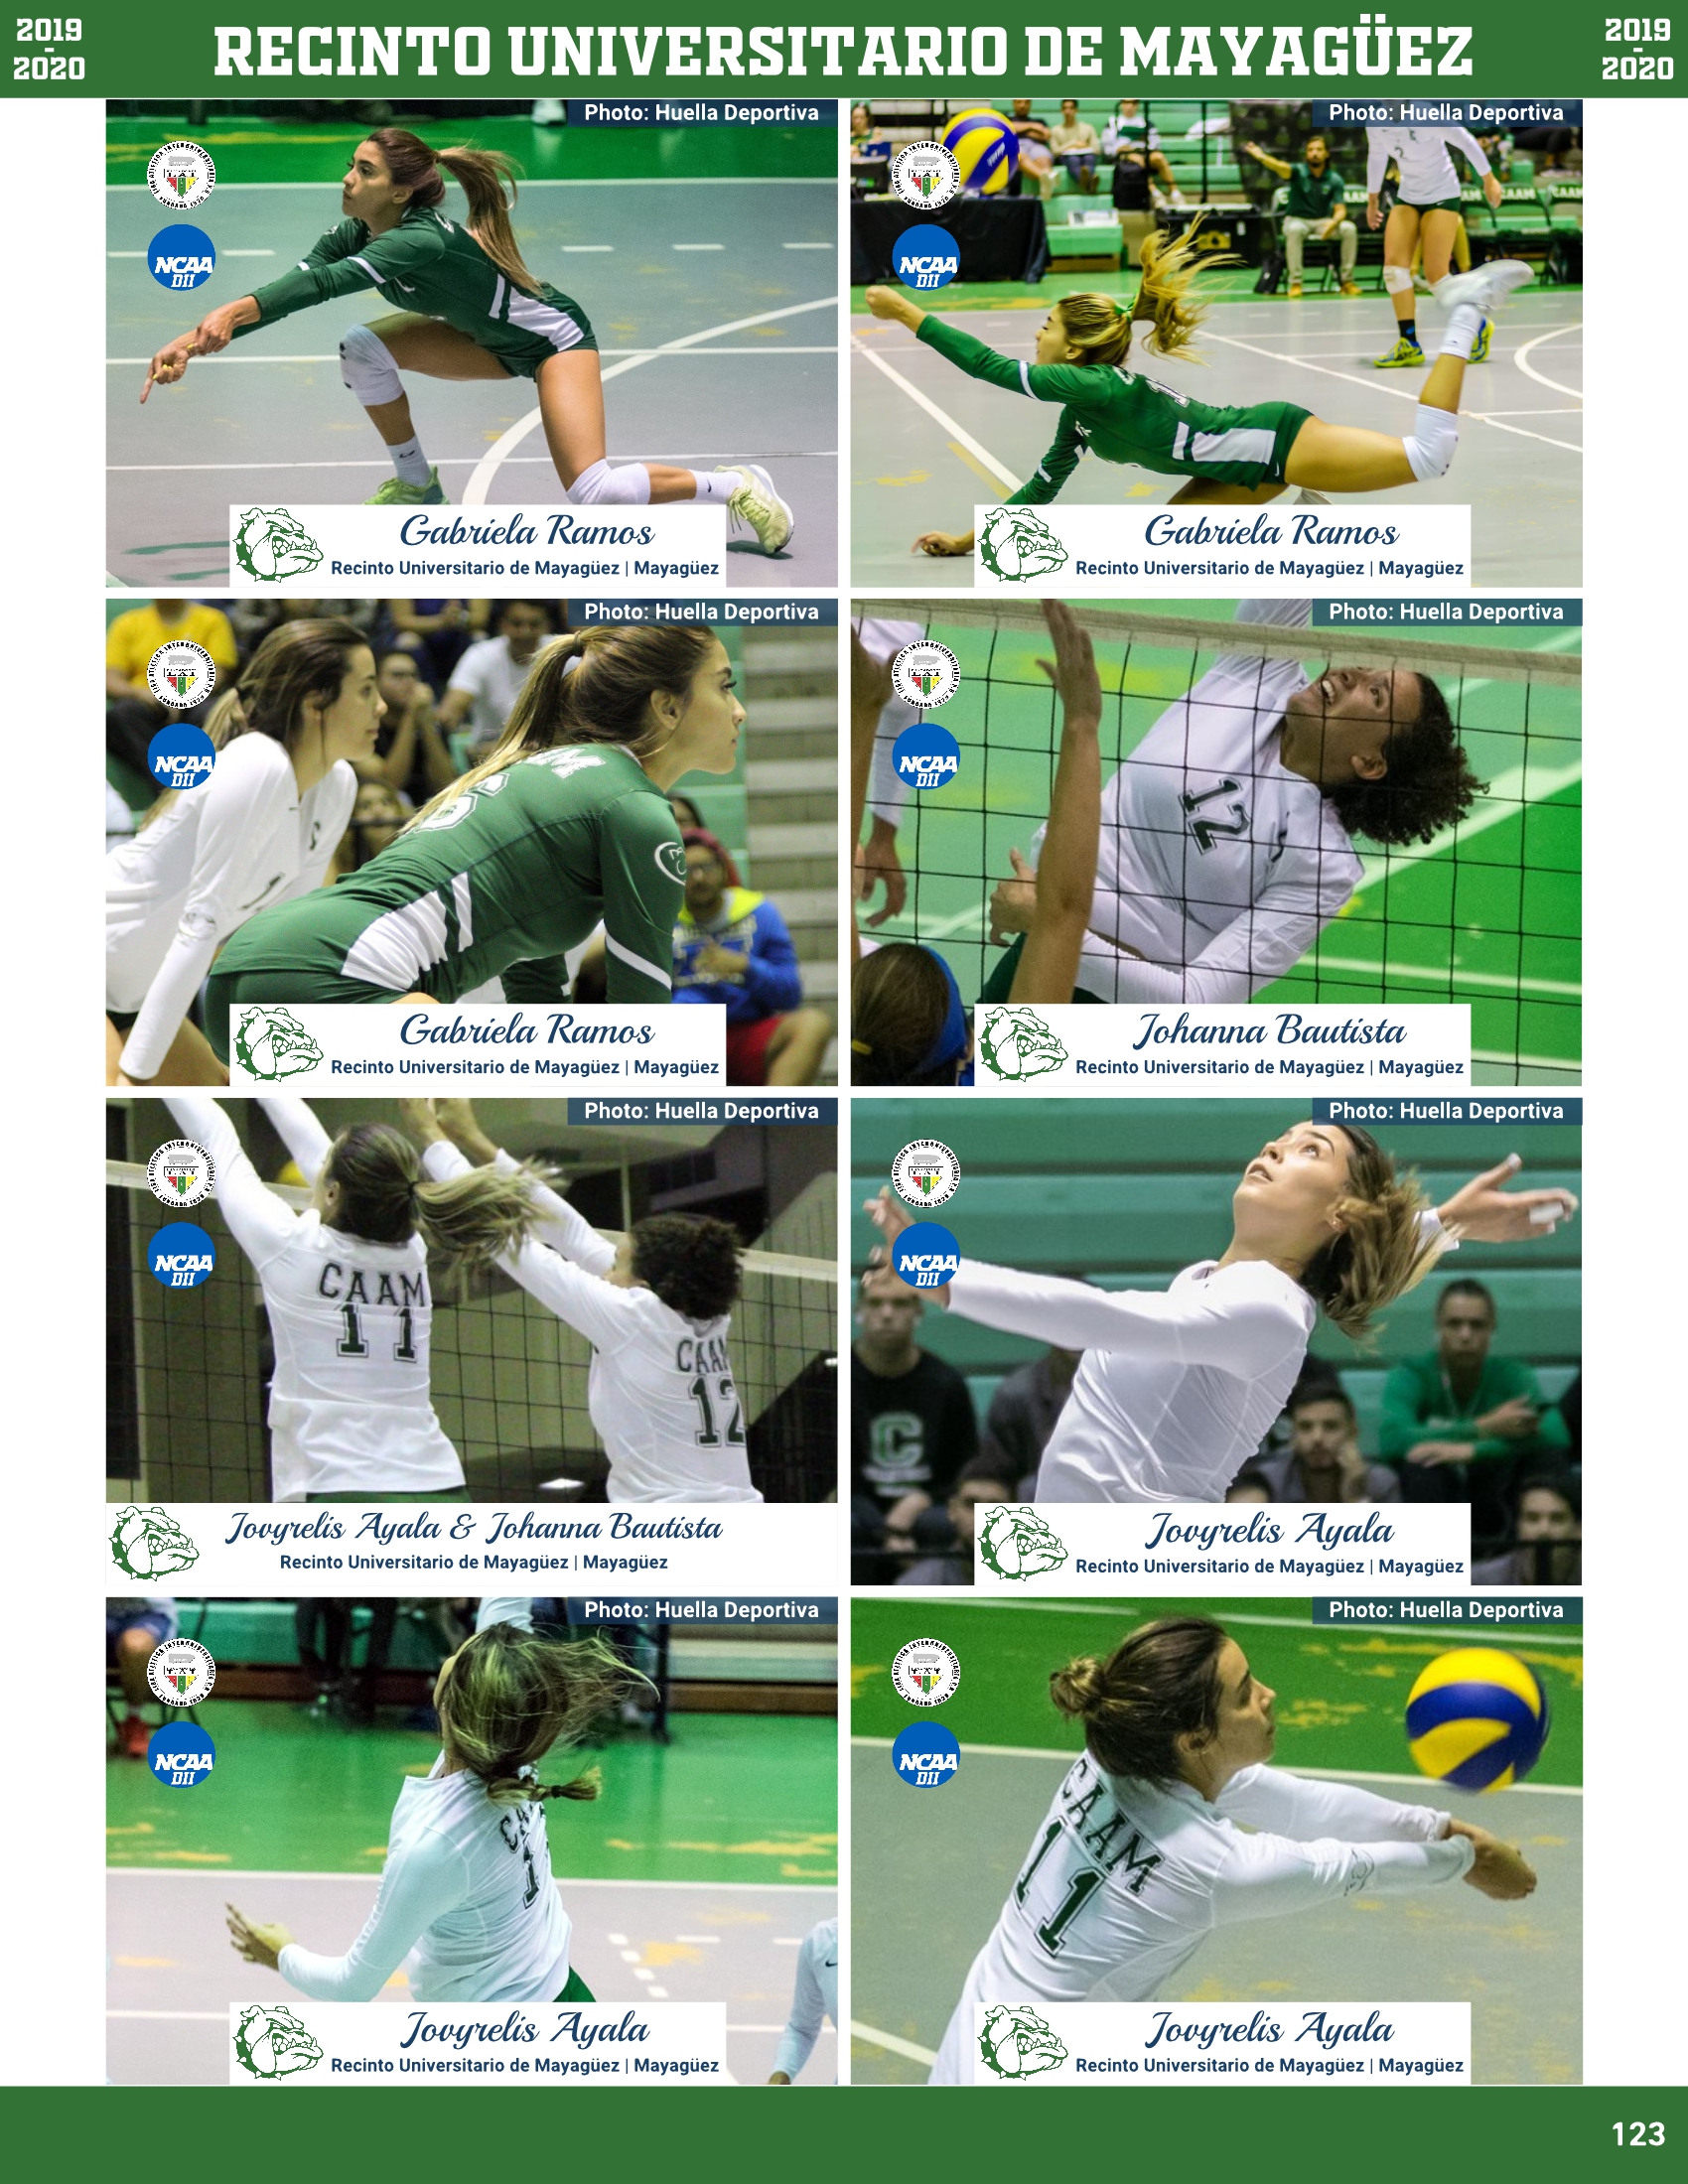 2019
-
2020
RECINTO UNIVERSITARIO DE MAYAGÜEZ
2019
-
2020
Photo: Huella Deportiva
NCAA
DII
Gabriela Ramos
Recinto Universitario de Mayagüez | Mayagüez
Photo: Huella Deportiva
NCAA
DII
CAAM
Gabriela Ramos
Recinto Universitario de Mayagüez | Mayagüez
Photo: Huella Deportiva
NCAA
DII
Gabriela Ramos
Recinto Universitario de Mayagüez | Mayagüez
Photo: Huella Deportiva
NCAA
DII
12
Johanna Bautista
Recinto Universitario de Mayagüez | Mayagüez
Photo: Huella Deportiva
NCAA
DII
CAAM
11
CAAM
12
Jovyrelis Ayala & Johanna Bautista
Recinto Universitario de Mayagüez | Mayagüez
Photo: Huella Deportiva
NCAA
DII
C
Jovyrelis Ayala
Recinto Universitario de Mayagüez | Mayagüez
Photo: Huella Deportiva
NCAA
DII
Jovyrelis Ayala
Recinto Universitario de Mayagüez | Mayagüez
Photo: Huella Deportiva
NCAA
DII
CAAM
11
Jovyrelis Ayala
Recinto Universitario de Mayagüez | Mayagüez
123